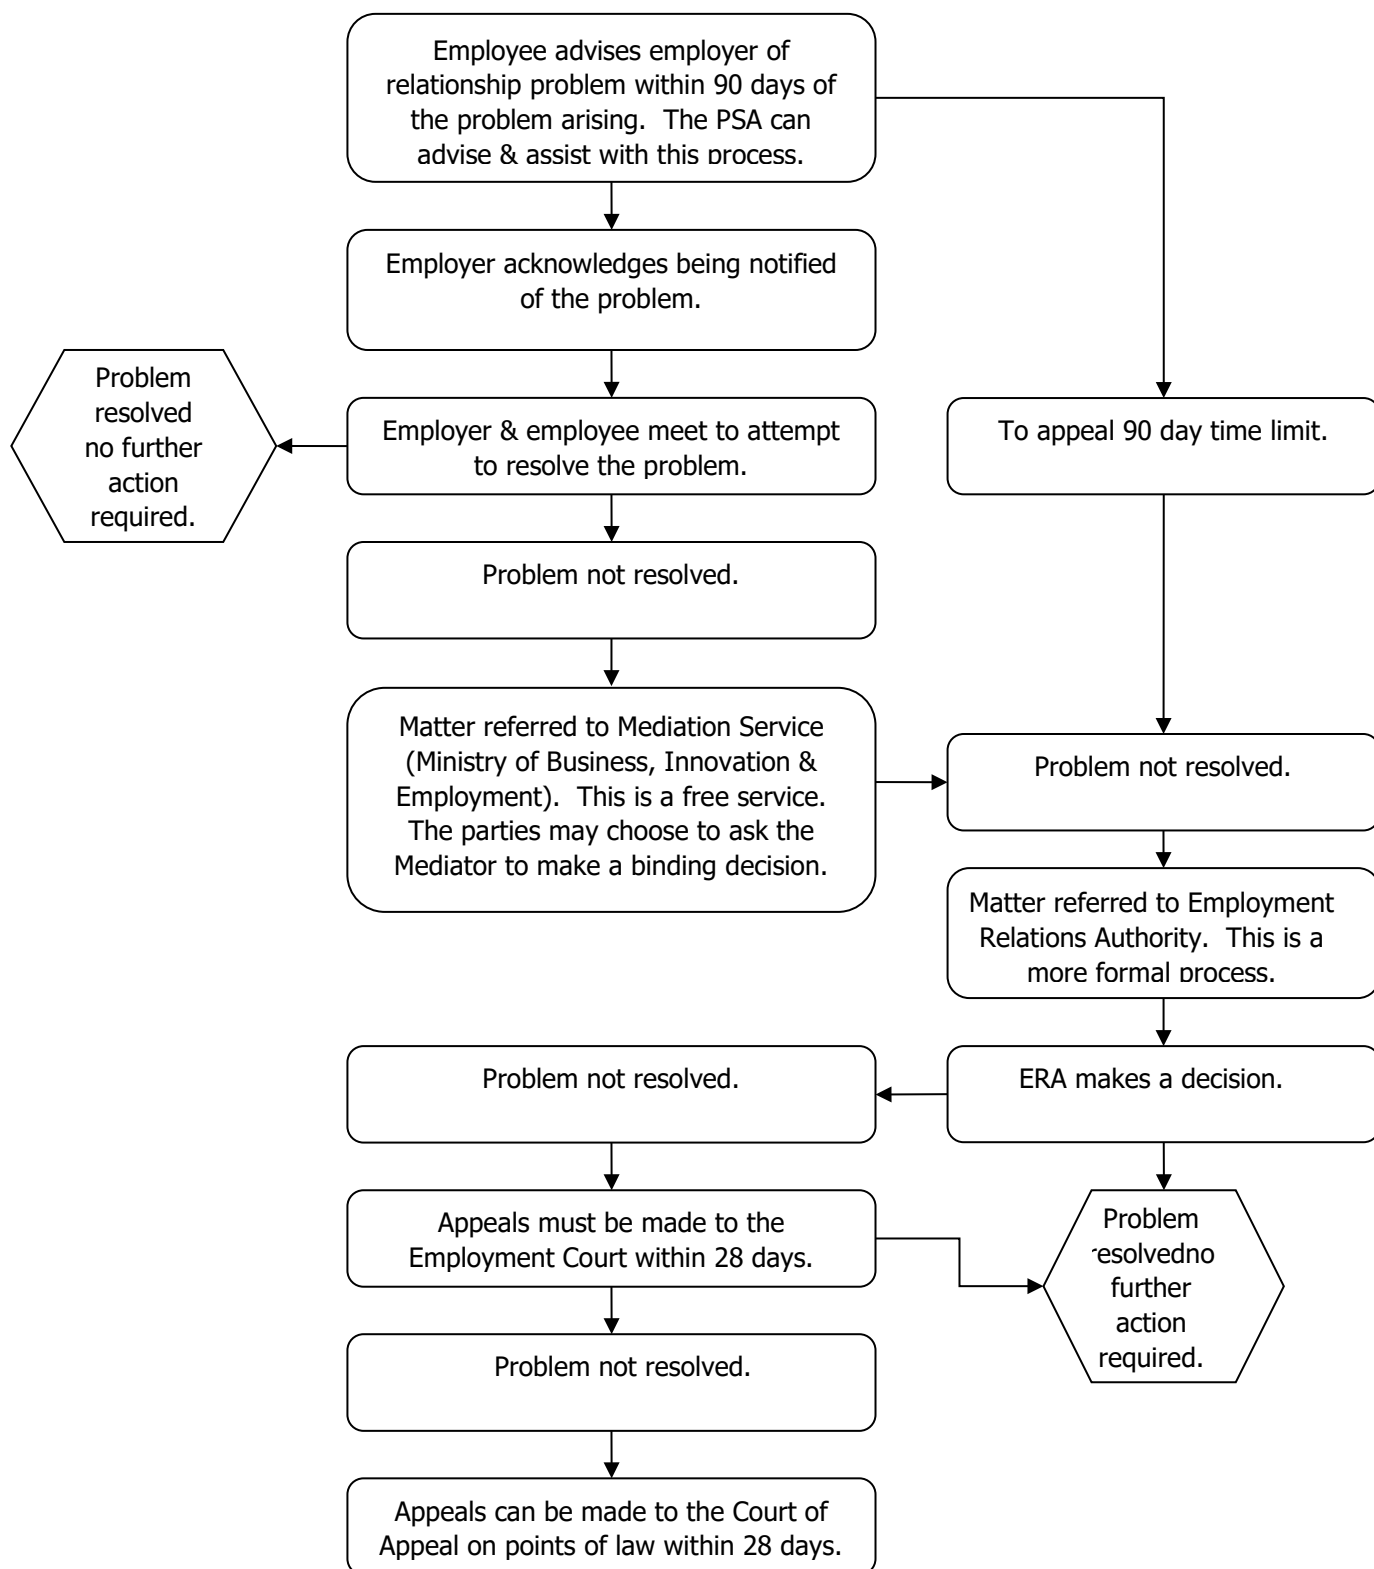 Employee advises employer of
relationship problem within 90 days of
the problem arising.  The PSA can
advise & assist with this process.
Employer acknowledges being notified
of the problem.
Problem
resolved
no further
action
required.
Employer & employee meet to attempt
to resolve the problem.
To appeal 90 day time limit.
Problem not resolved.
Matter referred to Mediation Service
(Ministry of Business, Innovation &
Employment).  This is a free service.
The parties may choose to ask the
Mediator to make a binding decision.
Problem not resolved.
Matter referred to Employment
Relations Authority.  This is a
more formal process.
ERA makes a decision.
Problem not resolved.
Appeals must be made to the
Employment Court within 28 days.
Problem
resolvedno
further
action
required.
Problem not resolved.
Appeals can be made to the Court of
Appeal on points of law within 28 days.